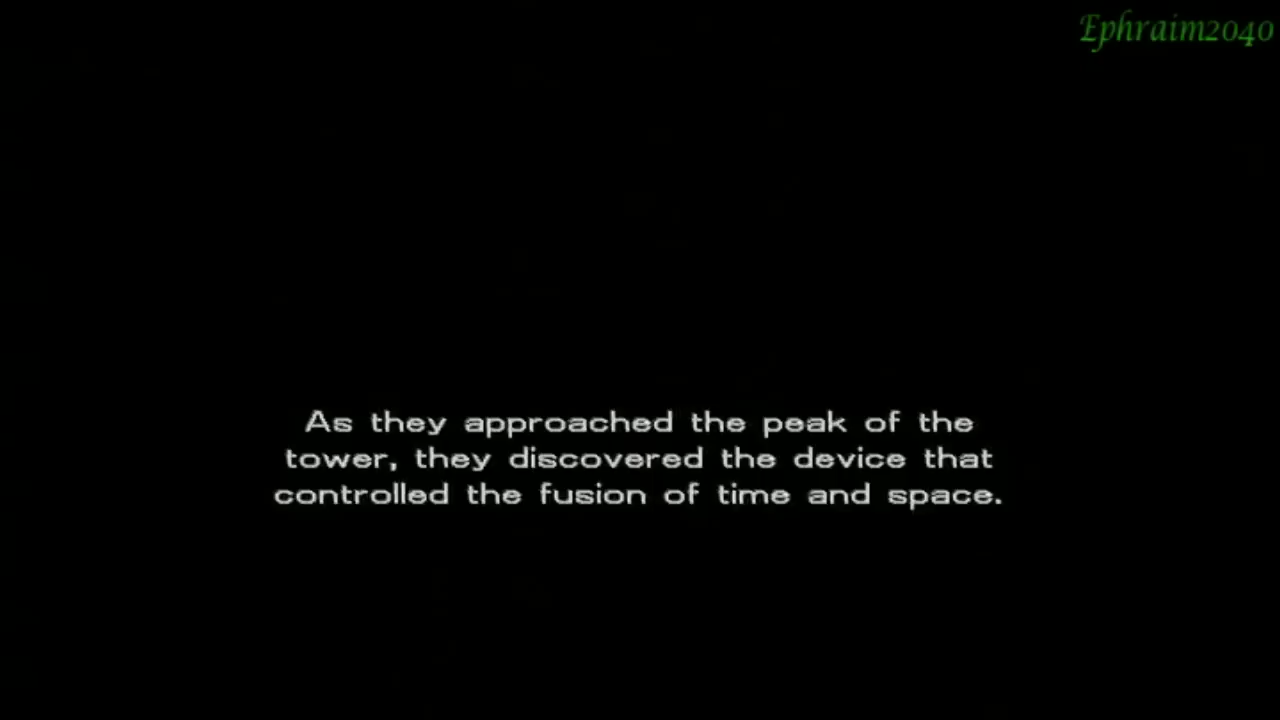 Ephraim2040
As they approached the peak of the
tower, they discovered the device that
controlled the fusion of time and space.